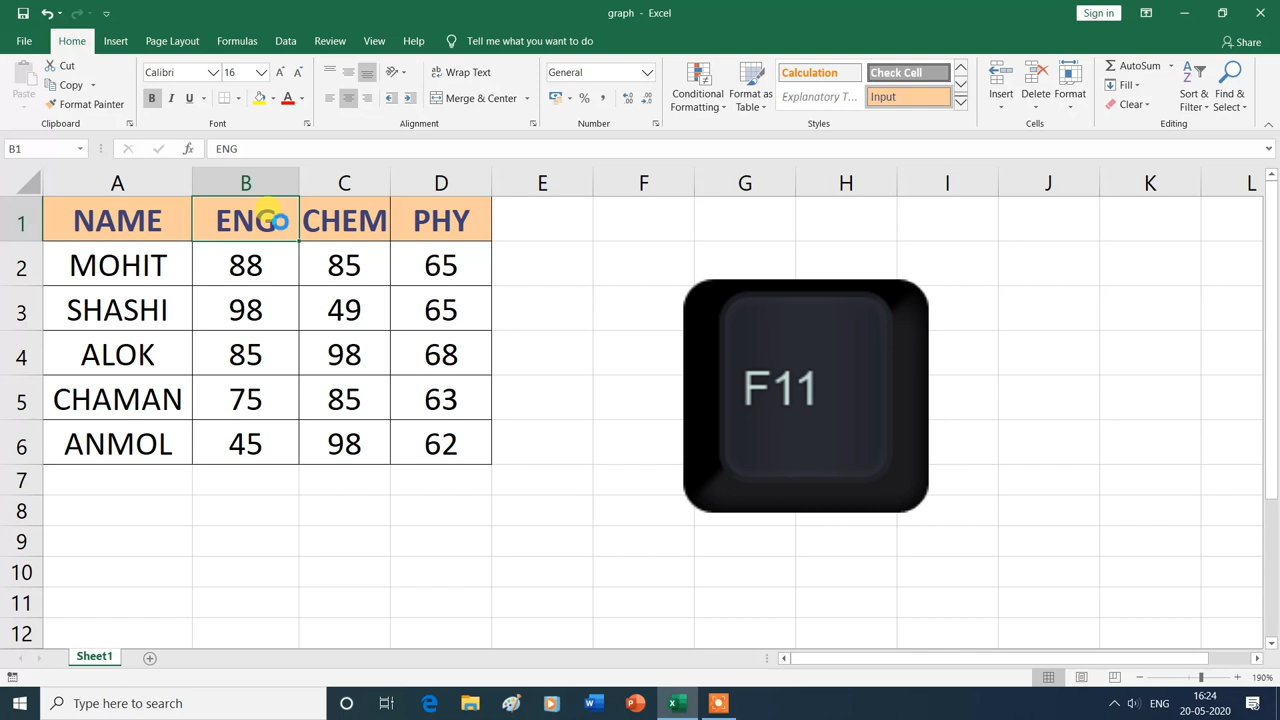 graph - Excel
Sign in
File Home Insert Page Layout Formulas Data Review View Help Tell me what you want to do Share
Paste
Cut
Copy
Format Painter
Clipboard
Calibri 16
B I U A
Font
Wrap Text
Merge & Center
Alignment
General
% ,
Number
Conditional Formatting
Format as Table
Calculation Check Cell
Explanatory T... Input
Styles
Insert Delete Format
Cells
AutoSum
Fill
Clear
Sort & Filter
Find & Select
Editing
B1 fx ENG
A B C D E F G H I J K L
1 NAME ENG CHEM PHY
2 MOHIT 88 85 65
3 SHASHI 98 49 65
4 ALOK 85 98 68
5 CHAMAN 75 85 63
6 ANMOL 45 98 62
7
8
9
10
11
12
F11
Sheet1
190%
Type here to search
ENG
16:24
20-05-2020